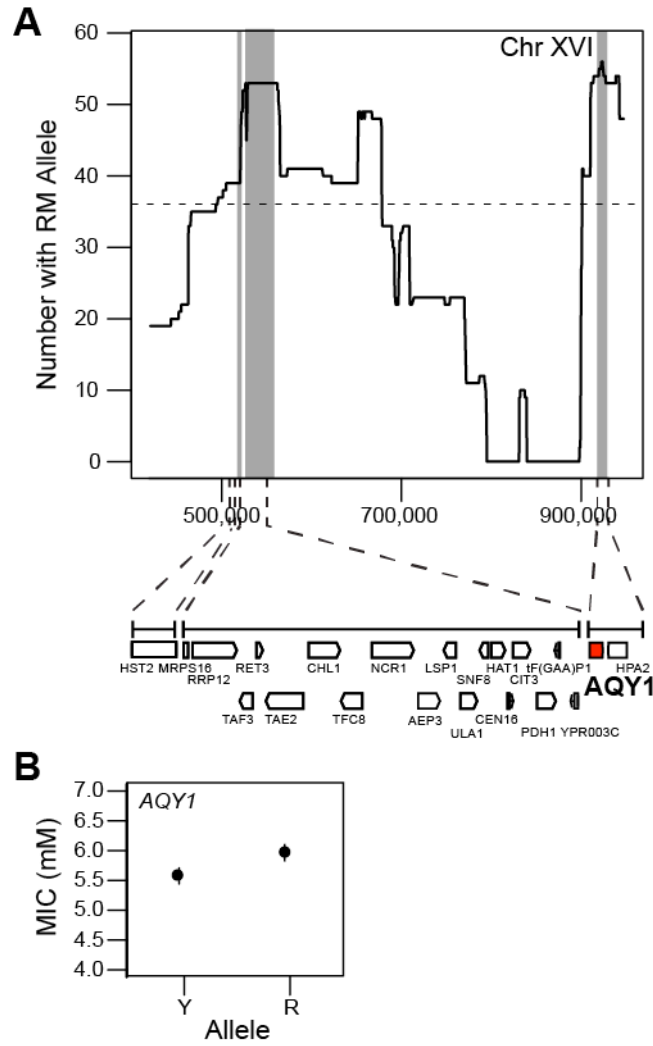 A
Chr XVI
Number with RM Allele
60
50
40
30
20
10
0
500,000 700,000 900,000
HST2 MRPS16 RET3 CHL1 NCR1 LSP1 HAT1 tF(GAA)P1 HPA2
RRP12 SNF8 CIT3 AQY1
TAF3 TAE2 TFC8 AEP3 CEN16 PDH1 YPR003C
ULA1
B
AQY1
MIC (mM)
7.0
6.5
6.0
5.5
5.0
4.5
4.0
Y R
Allele